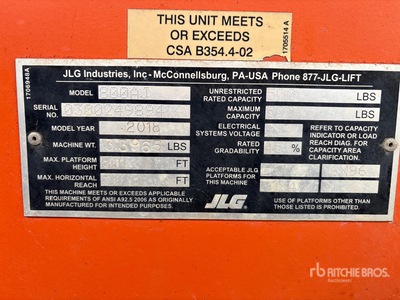 THIS UNIT MEETS
OR EXCEEDS
CSA B354.4-02
1705514 A
1706948A
JLG Industries, Inc - McConnellsburg, PA-USA Phone 877-JLG-LIFT
MODEL 800AJ
SERIAL NO.
MODEL YEAR 2018
MACHINE WT. LBS
MAX. PLATFORM HEIGHT FT
MAX. HORIZONTAL REACH FT
THIS MACHINE MEETS OR EXCEEDS APPLICABLE
REQUIREMENTS OF ANSI A92.5 2006 AS ORIGINALLY
MANUFACTURED FOR INTENDED APPLICATIONS.
UNRESTRICTED RATED CAPACITY LBS
MAXIMUM CAPACITY LBS
ELECTRICAL SYSTEMS VOLTAGE
RATED GRADABILITY %
REFER TO CAPACITY
INDICATOR OR LOAD
REACH DIAG. FOR
CAPACITY AREA
CLARIFICATION.
ACCEPTABLE JLG
PLATFORMS FOR
THIS MACHINE
JLG
USE OF PLATFORMS OTHER THAN
THOSE LISTED IS PROHIBITED.
rb RITCHIE BROS.
Auctioneers